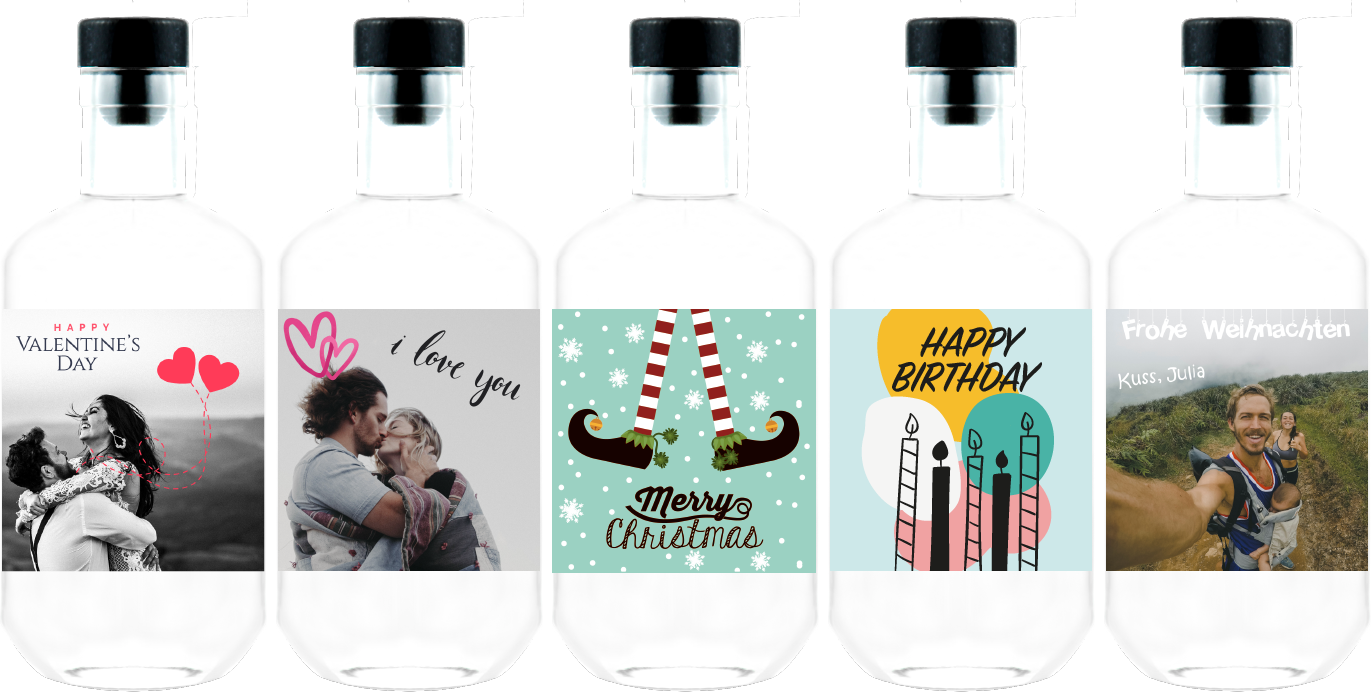 HAPPY
VALENTINE'S
DAY
i love you
Merry
Christmas
HAPPY
BIRTHDAY
Frohe Weihnachten
Kuss, Julia